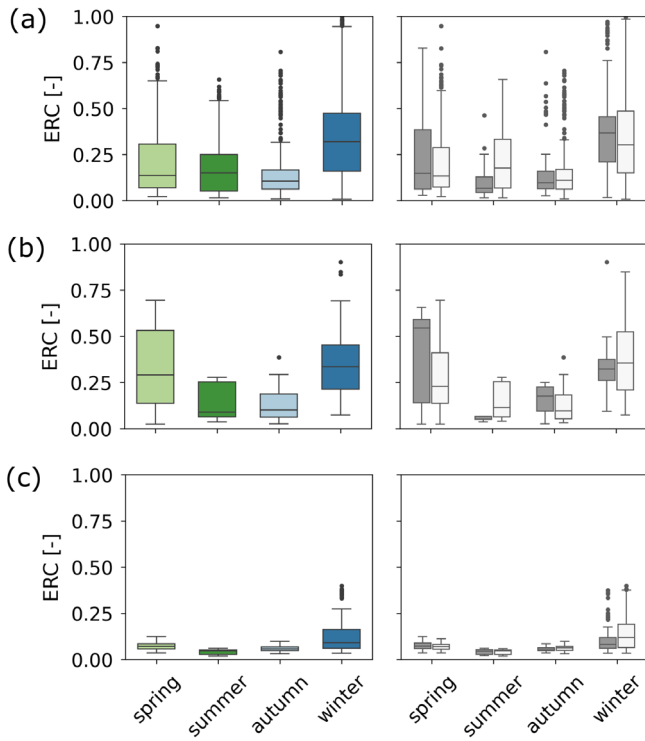 (a)
ERC [-]
1.00
0.75
0.50
0.25
0.00
(b)
ERC [-]
1.00
0.75
0.50
0.25
0.00
(c)
ERC [-]
1.00
0.75
0.50
0.25
0.00
spring
summer
autumn
winter
spring
summer
autumn
winter